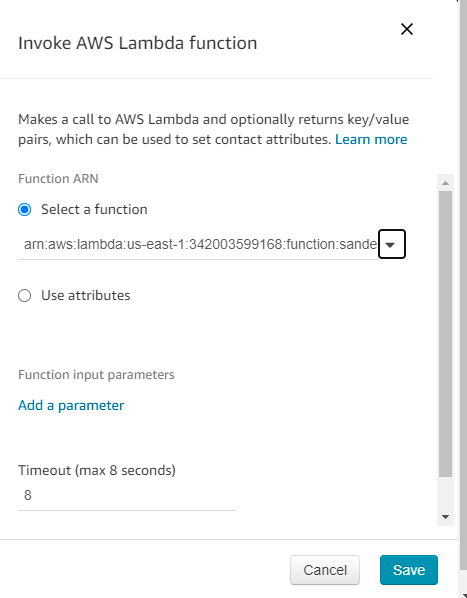 Invoke AWS Lambda function
Makes a call to AWS Lambda and optionally returns key/value
pairs, which can be used to set contact attributes. Learn more
Function ARN
Select a function
arn:aws:lambda:us-east-1:342003599168:function:sande
Use attributes
Function input parameters
Add a parameter
Timeout (max 8 seconds)
8
Cancel Save